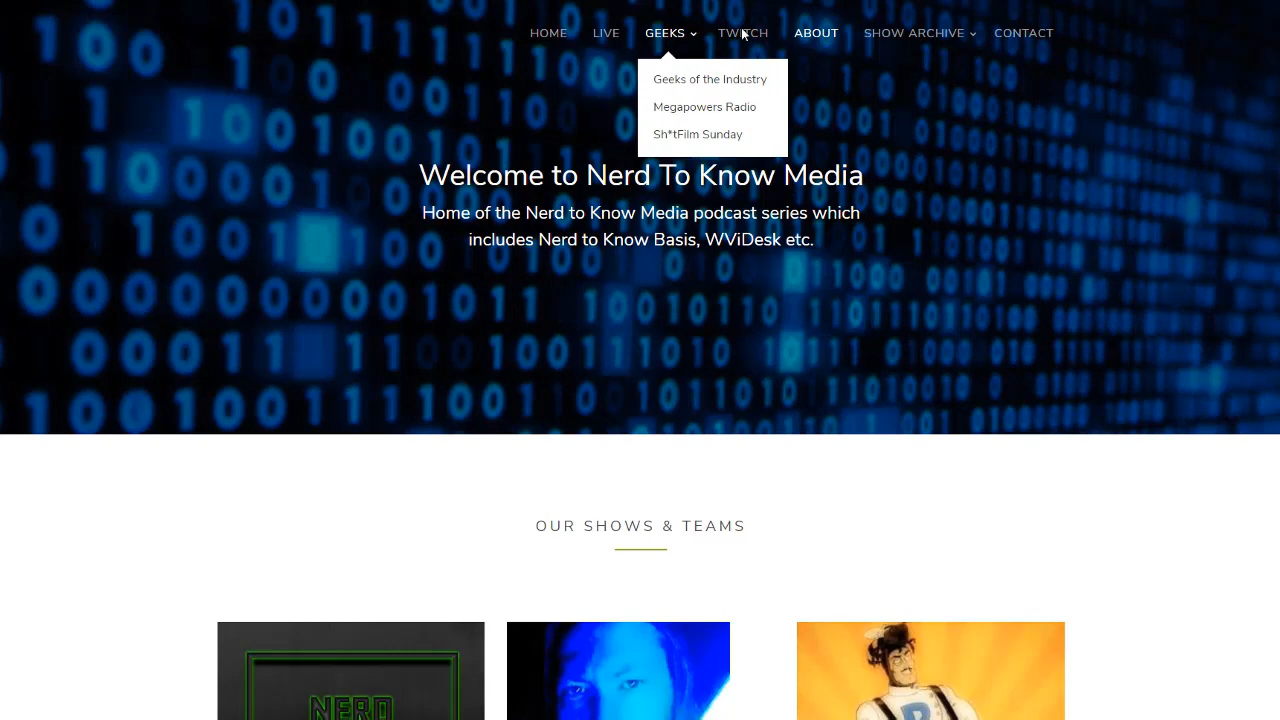 HOME LIVE GEEKS TWITCH ABOUT SHOW ARCHIVE CONTACT
Geeks of the Industry
Megapowers Radio
Sh*tFilm Sunday
Welcome to Nerd To Know Media
Home of the Nerd to Know Media podcast series which
includes Nerd to Know Basis, WViDesk etc.
OUR SHOWS & TEAMS
NERD